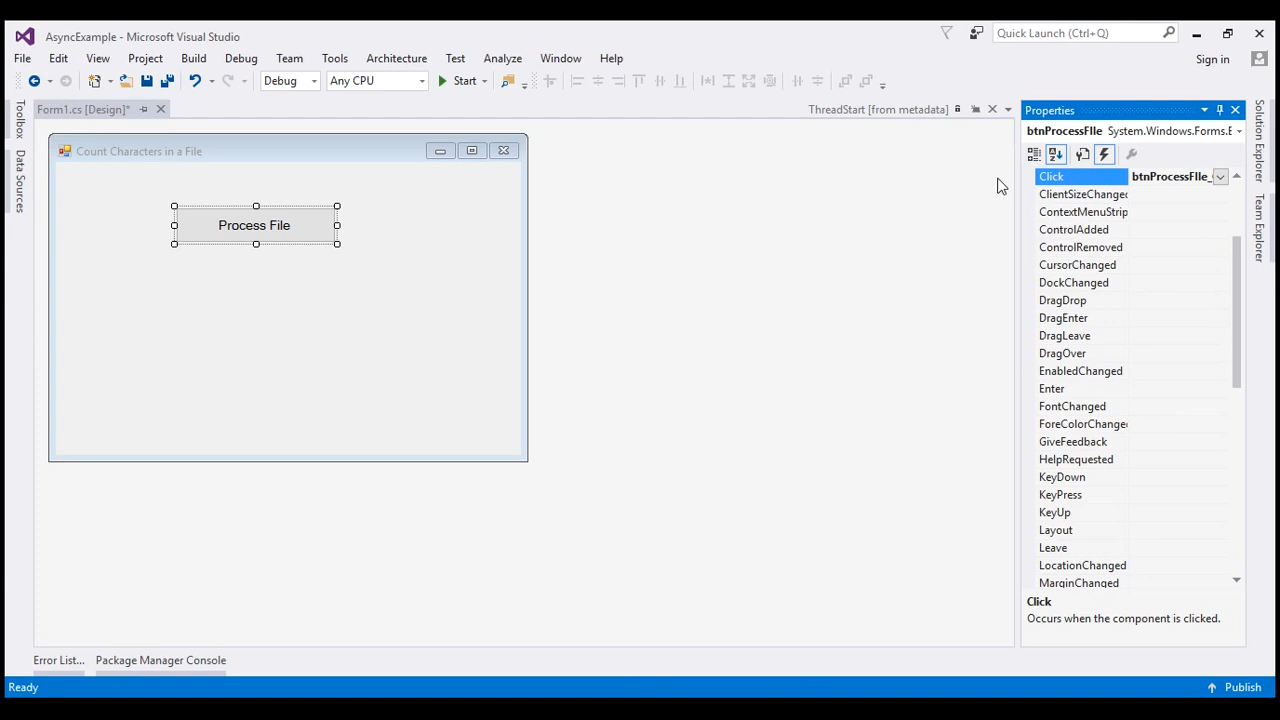 AsyncExample - Microsoft Visual Studio
Quick Launch (Ctrl+Q)
File Edit View Project Build Debug Team Tools Test Analyze Window Help
Sign in
Debug Any CPU Start
Toolbox
Data Sources
Form1.cs [Design]*
ThreadStart [from metadata]
Count Characters in a File
Process File
Properties
btnProcessFIle System.Windows.Forms.B
Click btnProcessFIle_
ClientSizeChanged
ContextMenuStrip
ControlAdded
ControlRemoved
CursorChanged
DockChanged
DragDrop
DragEnter
DragLeave
DragOver
EnabledChanged
Enter
FontChanged
ForeColorChange
GiveFeedback
HelpRequested
KeyDown
KeyPress
KeyUp
Layout
Leave
LocationChanged
MarginChanged
Click
Occurs when the component is clicked.
Solution Explorer
Team Explorer
Error List... Package Manager Console
Ready
Publish